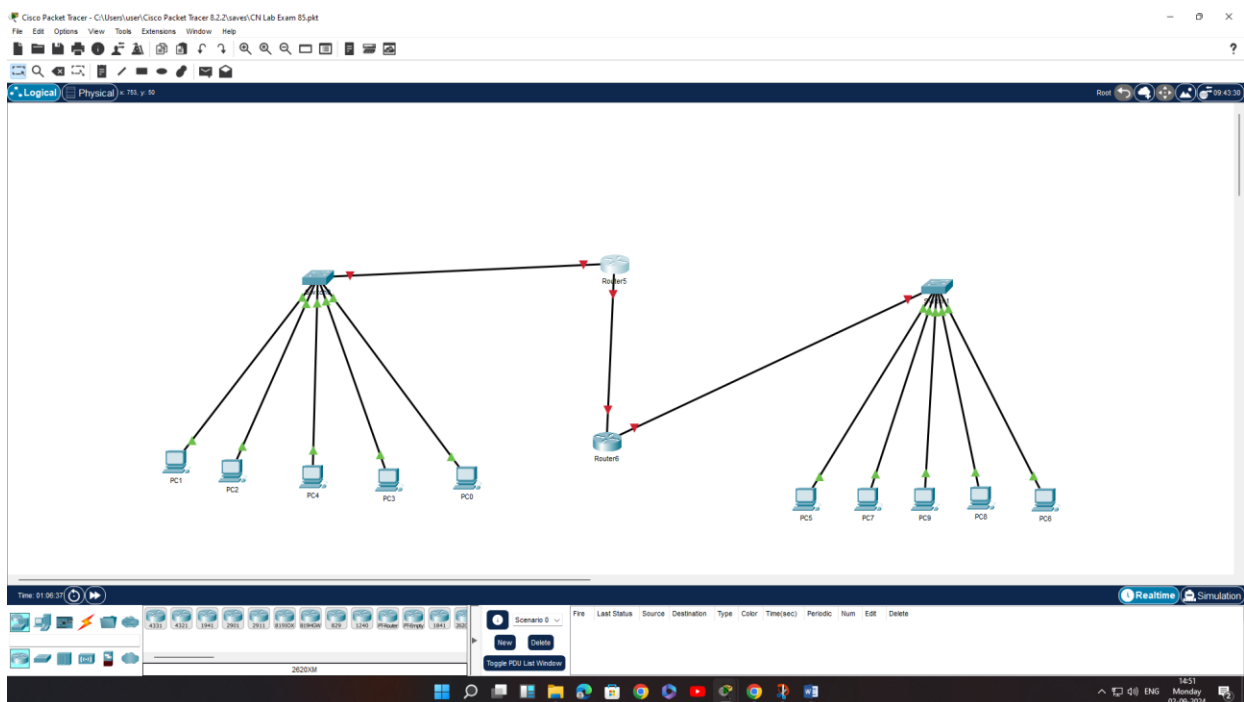 Cisco Packet Tracer - C:\Users\user\Cisco Packet Tracer 8.2.2\saves\CN Lab Exam 85.pkt
File Edit Options View Tools Extensions Window Help
?
Logical Physical x: 753, y: 50 Root 09:43:30
Router5
Router6
PC1 PC2 PC4 PC3 PC0
PC5 PC7 PC9 PC8 PC6
Time: 01:06:37 Realtime Simulation
4331 4321 1941 2901 2911 819IOX 819HGW 829 1240 PT-Router PT-Empty 1841
Scenario 0 Fire Last Status Source Destination Type Color Time(sec) Periodic Num Edit Delete
New Delete
Toggle PDU List Window
2620XM
ENG 14:51
Monday
02-09-2024